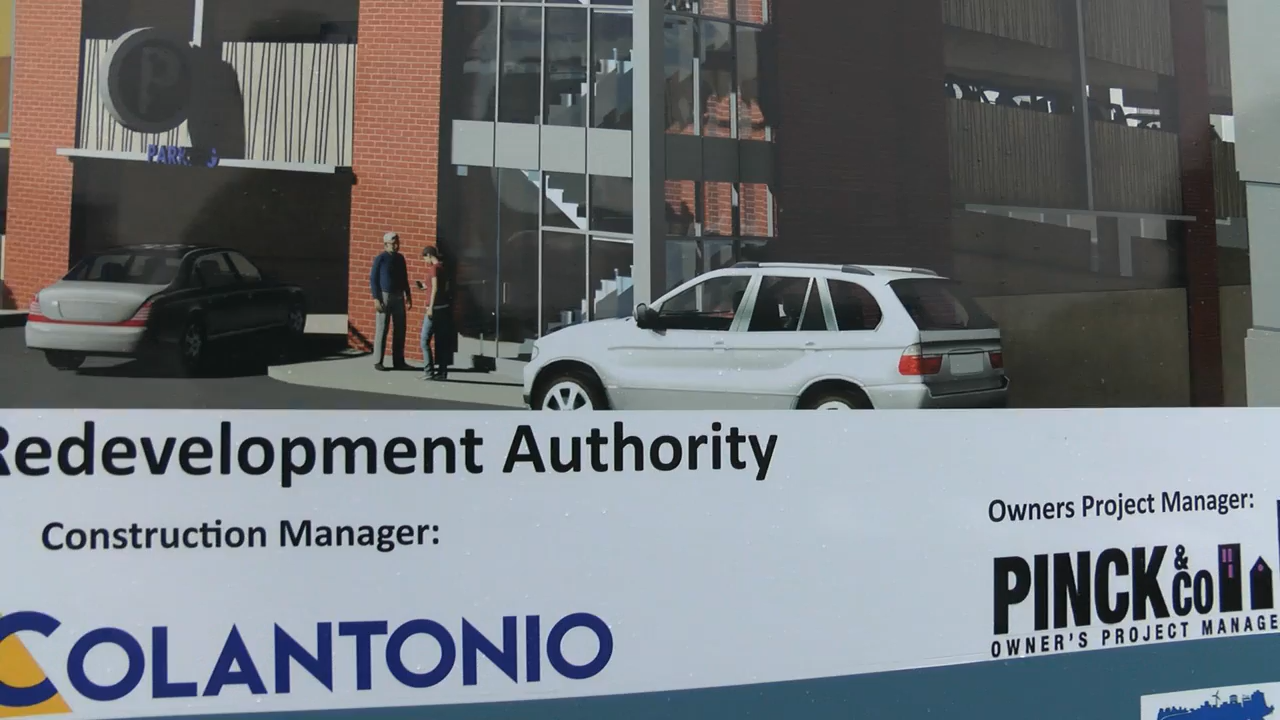 P
Redevelopment Authority
Construction Manager:
COLANTONIO
Owners Project Manager:
PINCK & CO
OWNER'S PROJECT MANAGE